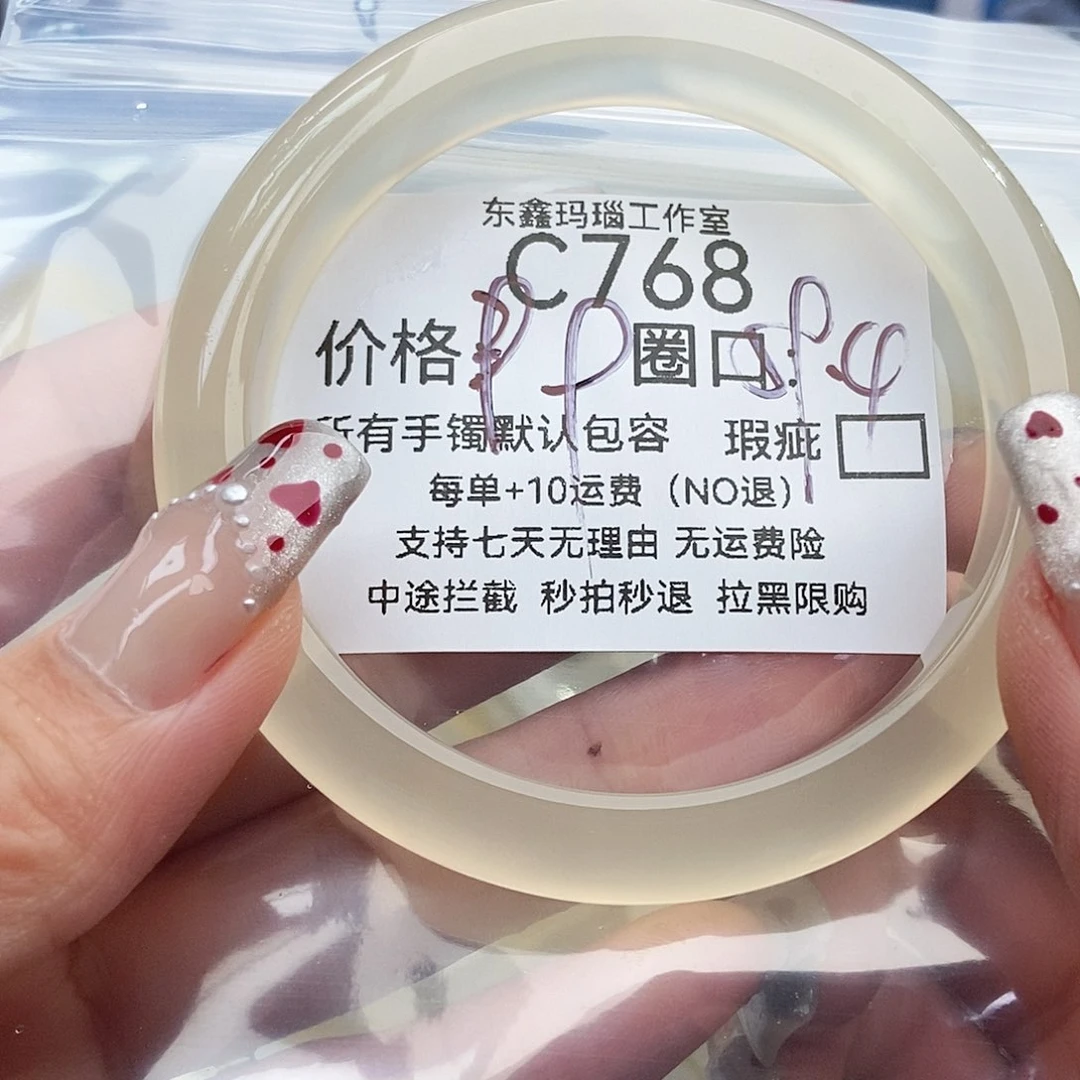 东鑫玛瑙工作室
C768
价格: 圈口:
所有手镯默认包容 瑕疵
每单+10运费（NO退）
支持七天无理由 无运费险
中途拦截 秒拍秒退 拉黑限购